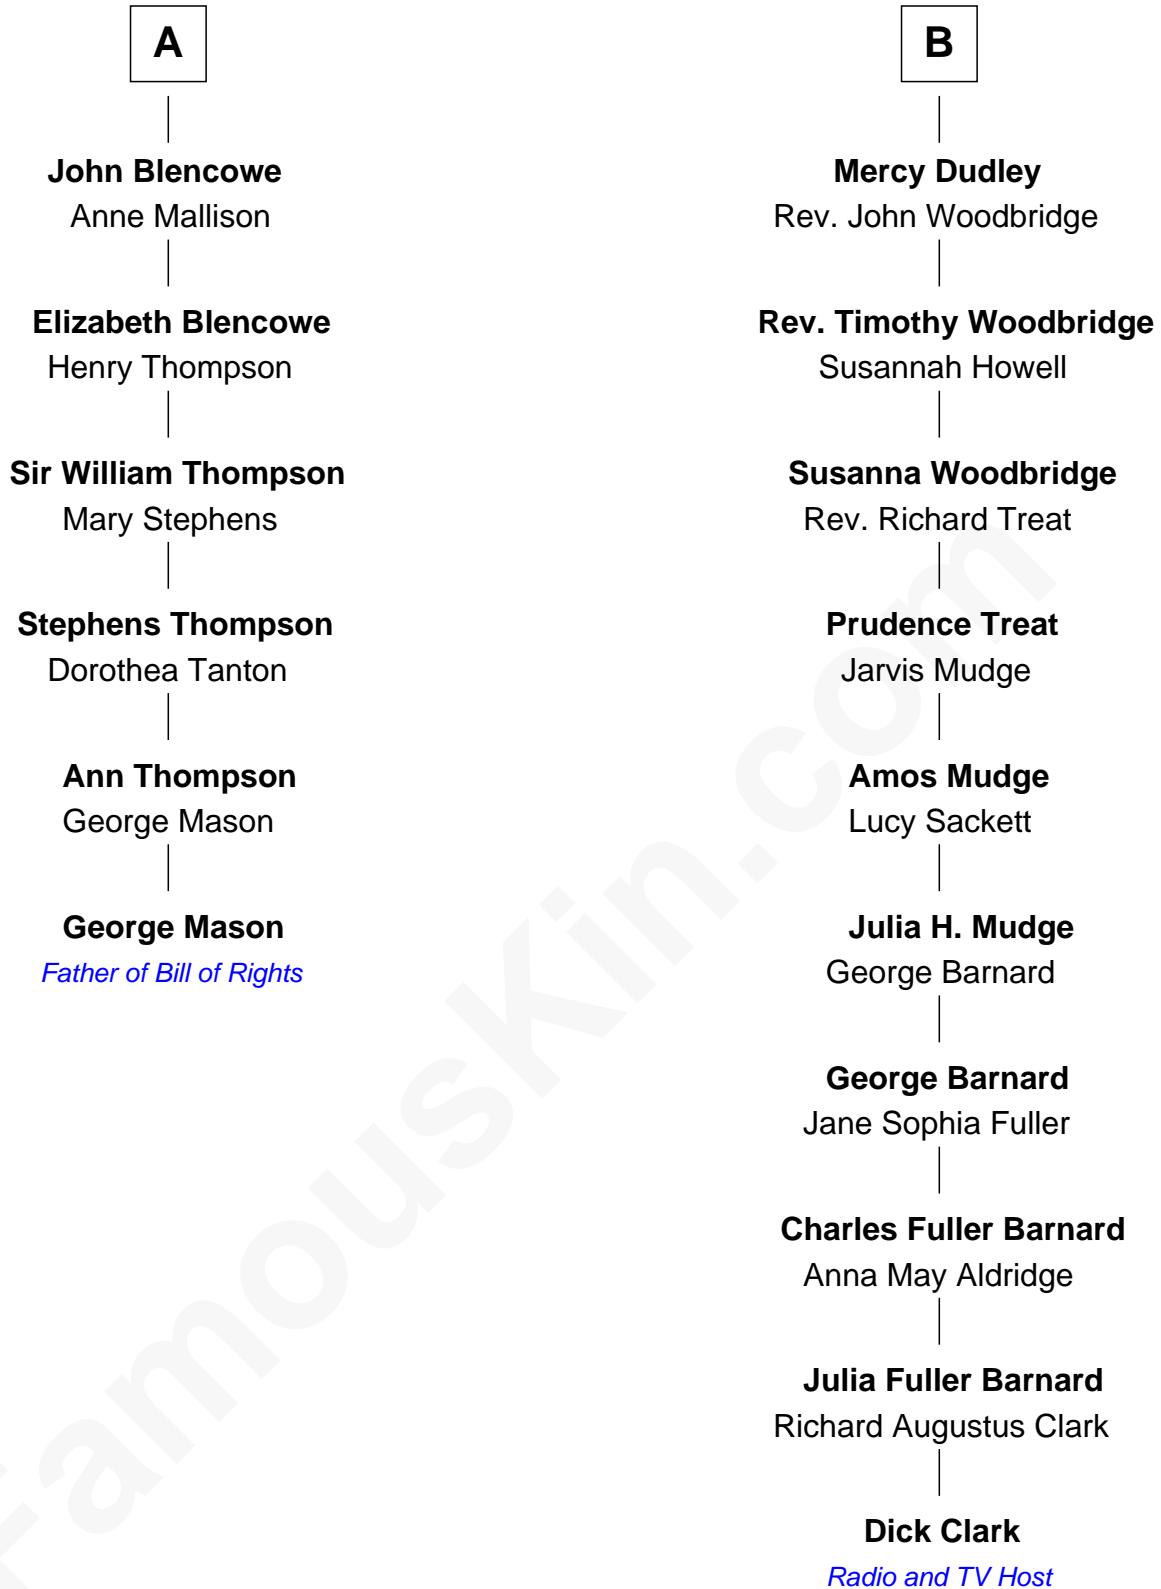 A
John Blencowe
Anne Mallison
Elizabeth Blencowe
Henry Thompson
Sir William Thompson
Mary Stephens
Stephens Thompson
Dorothea Tanton
Ann Thompson
George Mason
George Mason
Father of Bill of Rights
B
Mercy Dudley
Rev. John Woodbridge
Rev. Timothy Woodbridge
Susannah Howell
Susanna Woodbridge
Rev. Richard Treat
Prudence Treat
Jarvis Mudge
Amos Mudge
Lucy Sackett
Julia H. Mudge
George Barnard
George Barnard
Jane Sophia Fuller
Charles Fuller Barnard
Anna May Aldridge
Julia Fuller Barnard
Richard Augustus Clark
Dick Clark
Radio and TV Host
FamousKin.com